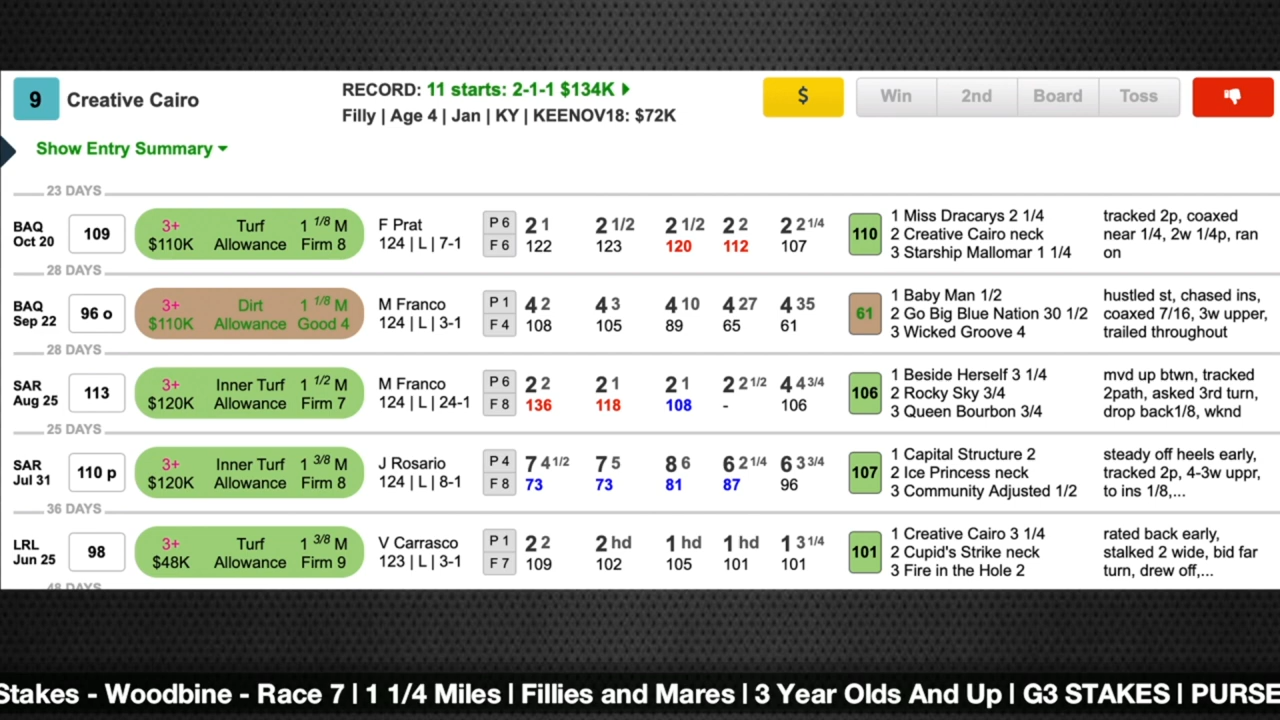 9 Creative Cairo
RECORD: 11 starts: 2-1-1 $134K
Filly | Age 4 | Jan | KY | KEENOV18: $72K
$ Win 2nd Board Toss
Show Entry Summary
23 DAYS
BAQ 109 3+ Turf 1 1/8 M F Prat P 6 2 1 2 1/2 2 1/2 2 2 2 2 1/4 110 1 Miss Dracarys 2 1/4 tracked 2p, coaxed
Oct 20 $110K Allowance Firm 8 124 | L | 7-1 F 6 122 123 120 112 107 2 Creative Cairo neck near 1/4, 2w 1/4p, ran
3 Starship Mallomar 1 1/4 on
28 DAYS
BAQ 96 o 3+ Dirt 1 1/8 M M Franco P 1 4 2 4 3 4 10 4 27 4 35 61 1 Baby Man 1/2 hustled st, chased ins,
Sep 22 $110K Allowance Good 4 124 | L | 3-1 F 4 108 105 89 65 61 2 Go Big Blue Nation 30 1/2 coaxed 7/16, 3w upper,
3 Wicked Groove 4 trailed throughout
28 DAYS
SAR 113 3+ Inner Turf 1 1/2 M M Franco P 6 2 2 2 1 2 1 2 2 1/2 4 4 3/4 106 1 Beside Herself 3 1/4 mvd up btwn, tracked
Aug 25 $120K Allowance Firm 7 124 | L | 24-1 F 8 136 118 108 - 106 2 Rocky Sky 3/4 2path, asked 3rd turn,
3 Queen Bourbon 3/4 drop back1/8, wknd
25 DAYS
SAR 110 p 3+ Inner Turf 1 3/8 M J Rosario P 4 7 4 1/2 7 5 8 6 6 2 1/4 6 3 3/4 107 1 Capital Structure 2 steady off heels early,
Jul 31 $120K Allowance Firm 8 124 | L | 8-1 F 8 73 73 81 87 96 2 Ice Princess neck tracked 2p, 4-3w uppr,
3 Community Adjusted 1/2 to ins 1/8,...
36 DAYS
LRL 98 3+ Turf 1 3/8 M V Carrasco P 1 2 2 2 hd 1 hd 1 hd 1 3 1/4 101 1 Creative Cairo 3 1/4 rated back early,
Jun 25 $48K Allowance Firm 9 123 | L | 3-1 F 7 109 102 105 101 101 2 Cupid's Strike neck stalked 2 wide, bid far
3 Fire in the Hole 2 turn, drew off,...
48 DAYS
Stakes - Woodbine - Race 7 | 1 1/4 Miles | Fillies and Mares | 3 Year Olds And Up | G3 STAKES | PURSE